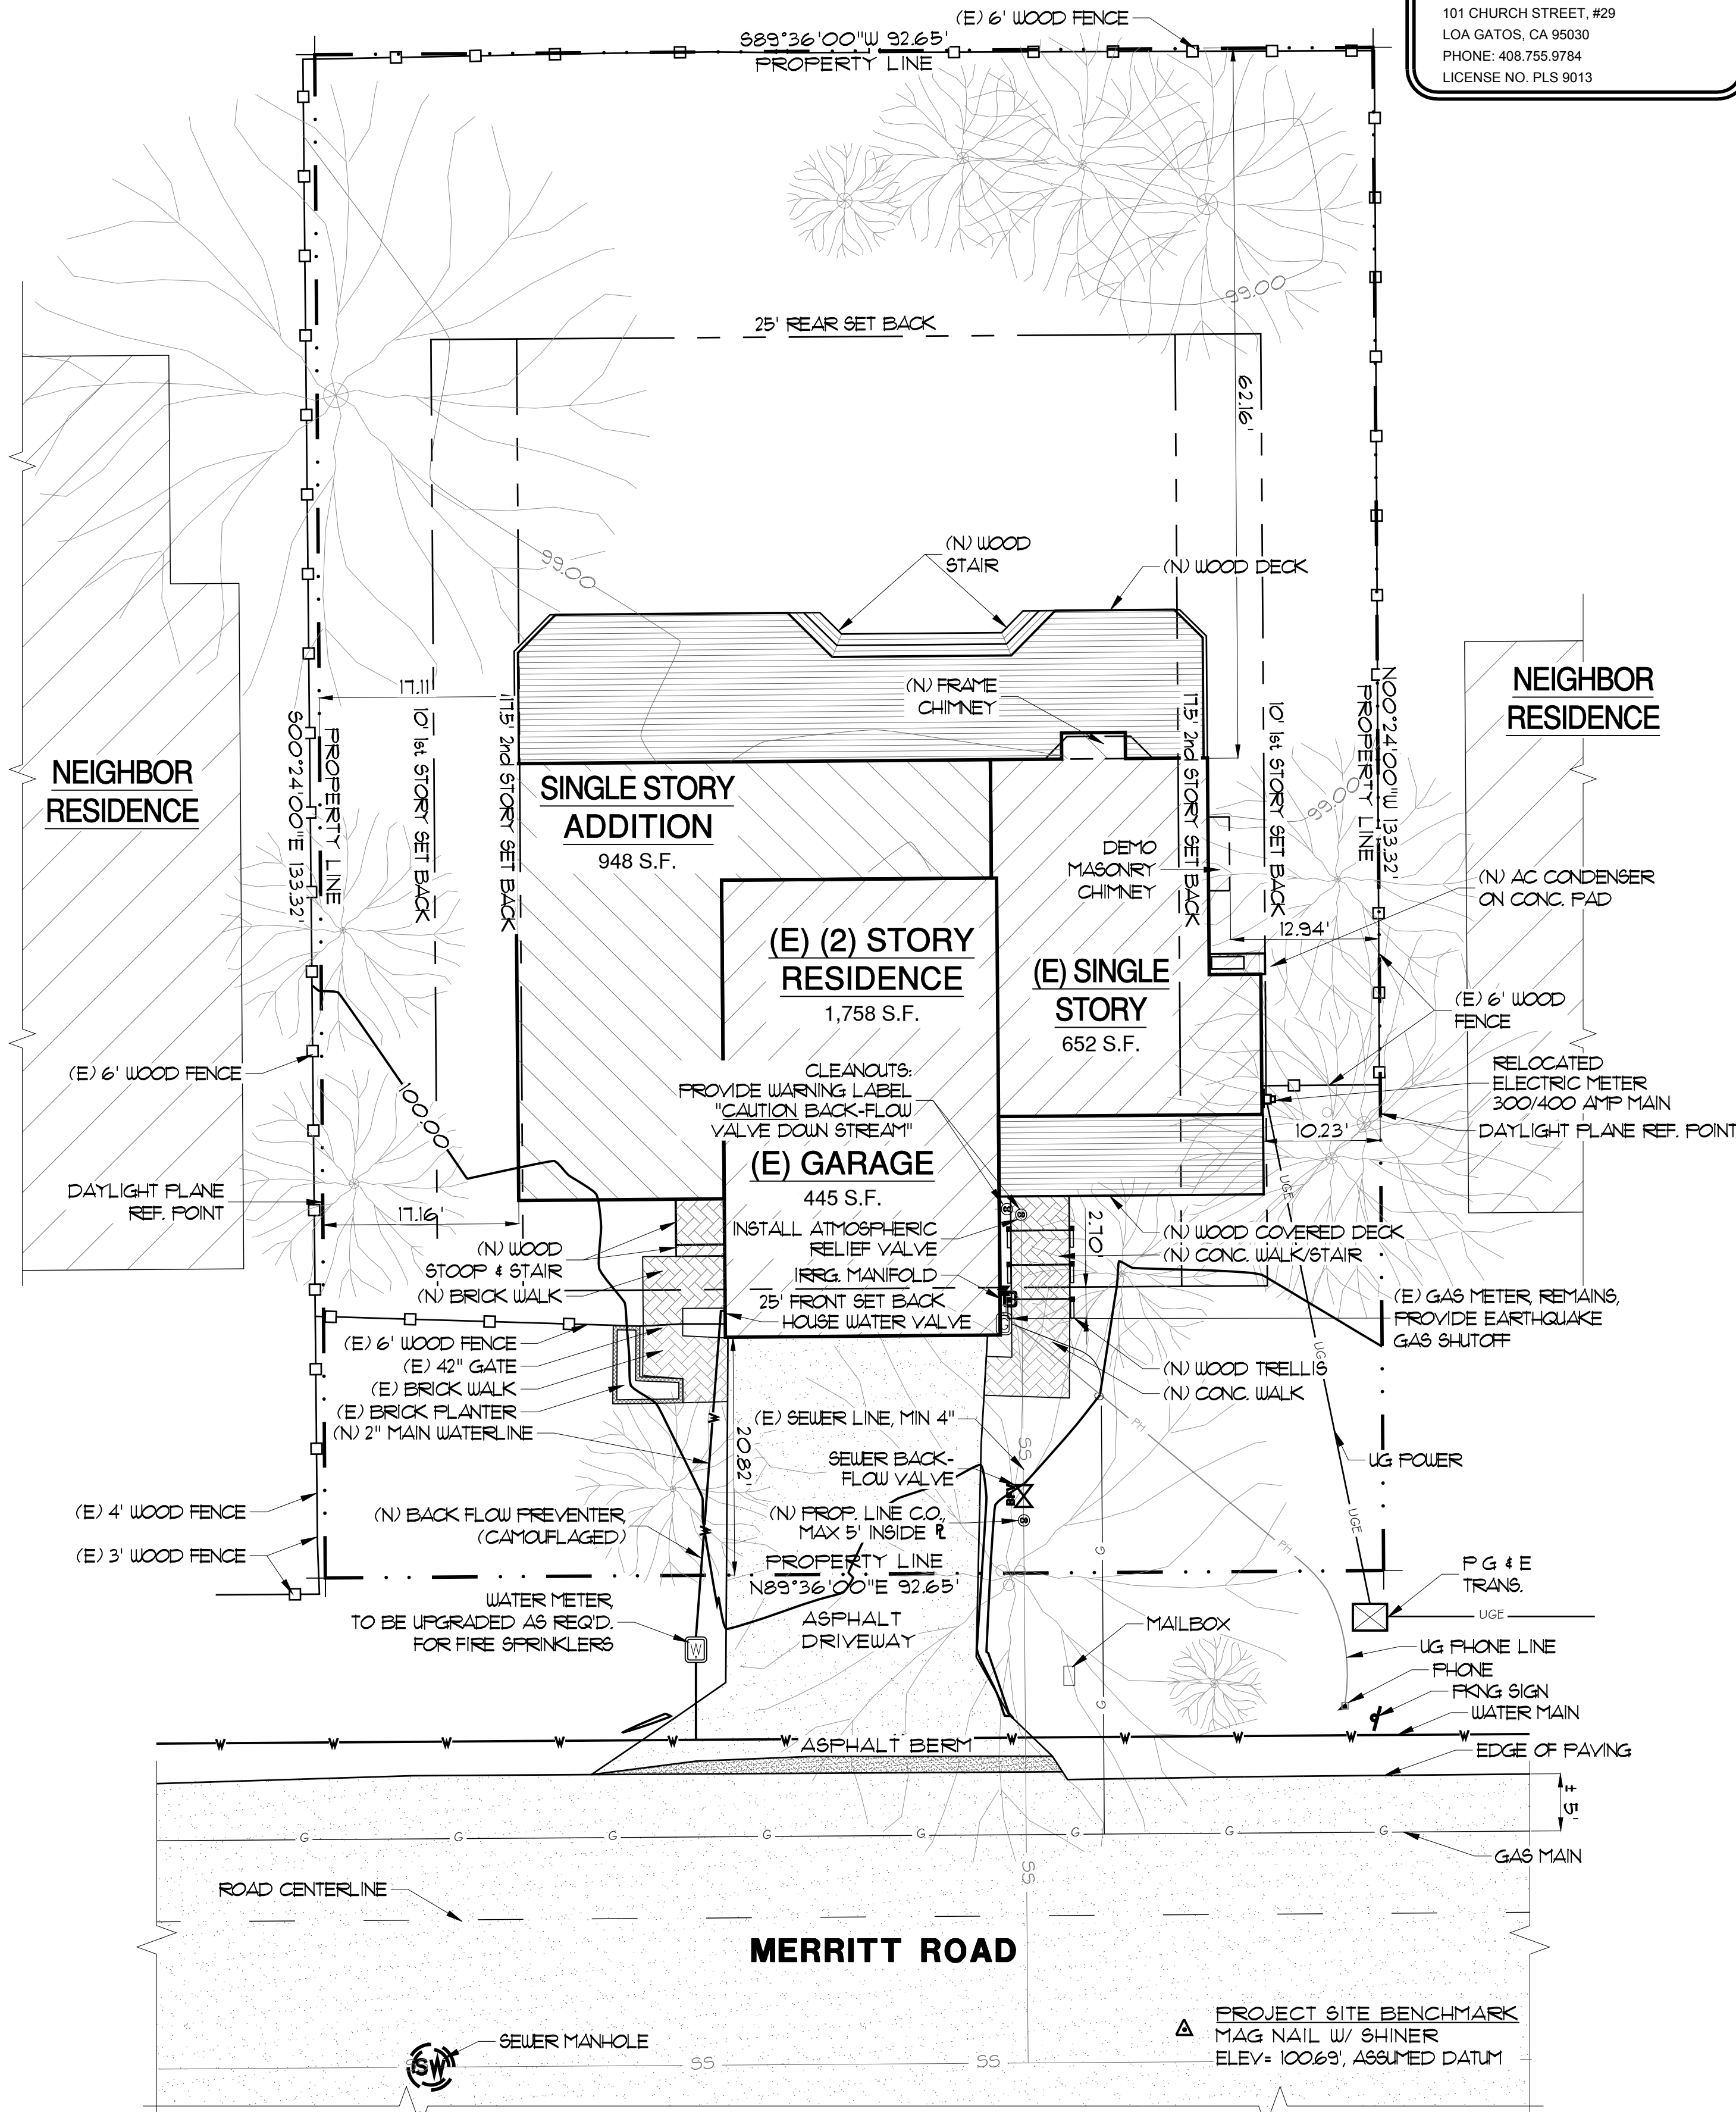 101 CHURCH STREET, #29
LOA GATOS, CA 95030
PHONE: 408.755.9784
LICENSE NO. PLS 9013
(E) 6' WOOD FENCE
S89°36'00"W 92.65'
PROPERTY LINE
99.00
25' REAR SET BACK
62.16'
99.00
(N) WOOD
STAIR
(N) WOOD DECK
(N) FRAME
CHIMNEY
17.11
10' 1st STORY SET BACK
17.5' 2nd STORY SET BACK
PROPERTY LINE
S00°24'00"E 133.32'
17.5' 2nd STORY SET BACK
10' 1st STORY SET BACK
PROPERTY LINE
N00°24'00"W 133.32'
NEIGHBOR
RESIDENCE
NEIGHBOR
RESIDENCE
SINGLE STORY
ADDITION
948 S.F.
99.00
DEMO
MASONRY
CHIMNEY
(N) AC CONDENSER
ON CONC. PAD
12.94'
(E) (2) STORY
RESIDENCE
1,758 S.F.
(E) SINGLE
STORY
652 S.F.
(E) 6' WOOD
FENCE
(E) 6' WOOD FENCE
100.00
CLEANOUTS:
PROVIDE WARNING LABEL
"CAUTION BACK-FLOW
VALVE DOWN STREAM"
RELOCATED
ELECTRIC METER
300/400 AMP MAIN
DAYLIGHT PLANE REF. POINT
10.23'
(E) GARAGE
445 S.F.
UGE
DAYLIGHT PLANE
REF. POINT
17.16'
INSTALL ATMOSPHERIC
RELIEF VALVE
2.70'
(N) WOOD COVERED DECK
(N) CONC. WALK/STAIR
(N) WOOD
STOOP & STAIR
(N) BRICK WALK
IRRG. MANIFOLD
25' FRONT SET BACK
HOUSE WATER VALVE
(E) GAS METER, REMAINS,
PROVIDE EARTHQUAKE
GAS SHUTOFF
(E) 6' WOOD FENCE
(E) 42" GATE
(E) BRICK WALK
(E) BRICK PLANTER
(N) 2" MAIN WATERLINE
UGE
(N) WOOD TRELLIS
(N) CONC. WALK
G
PH
W
20.82'
(E) SEWER LINE, MIN 4"
SS
SEWER BACK-
FLOW VALVE
BFV
UG POWER
(E) 4' WOOD FENCE
(N) BACK FLOW PREVENTER,
(CAMOUFLAGED)
W
(N) PROP. LINE C.O.,
MAX 5' INSIDE ⅊
UGE
PH
G
(E) 3' WOOD FENCE
PROPERTY LINE
N89°36'00"E 92.65'
P G & E
TRANS.
WATER METER,
TO BE UPGRADED AS REQ'D.
FOR FIRE SPRINKLERS
W
ASPHALT
DRIVEWAY
MAILBOX
UGE
UG PHONE LINE
PHONE
PKNG SIGN
WATER MAIN
G
W W W W W W W W W W W W
ASPHALT BERM
EDGE OF PAVING
± 5'
G G G G G G G G
GAS MAIN
SS
ROAD CENTERLINE
MERRITT ROAD
PROJECT SITE BENCHMARK
MAG NAIL W/ SHINER
ELEV= 100.69', ASSUMED DATUM
SEWER MANHOLE
SW
SS SS